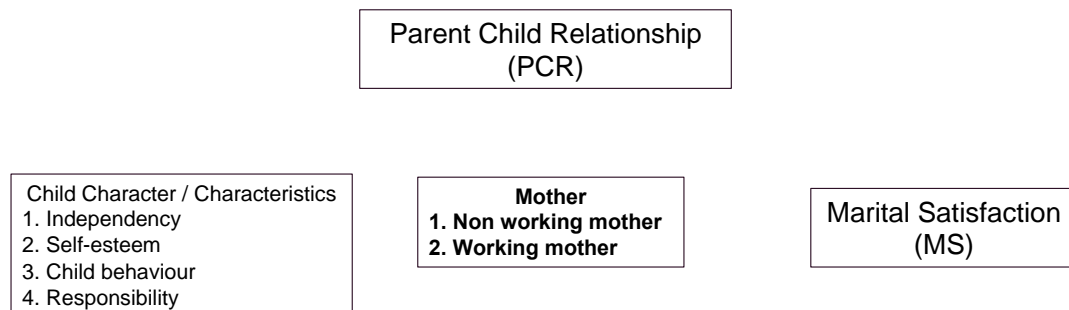 Parent Child Relationship
(PCR)
Child Character / Characteristics
1. Independency
2. Self-esteem
3. Child behaviour
4. Responsibility
Mother
1. Non working mother
2. Working mother
Marital Satisfaction
(MS)